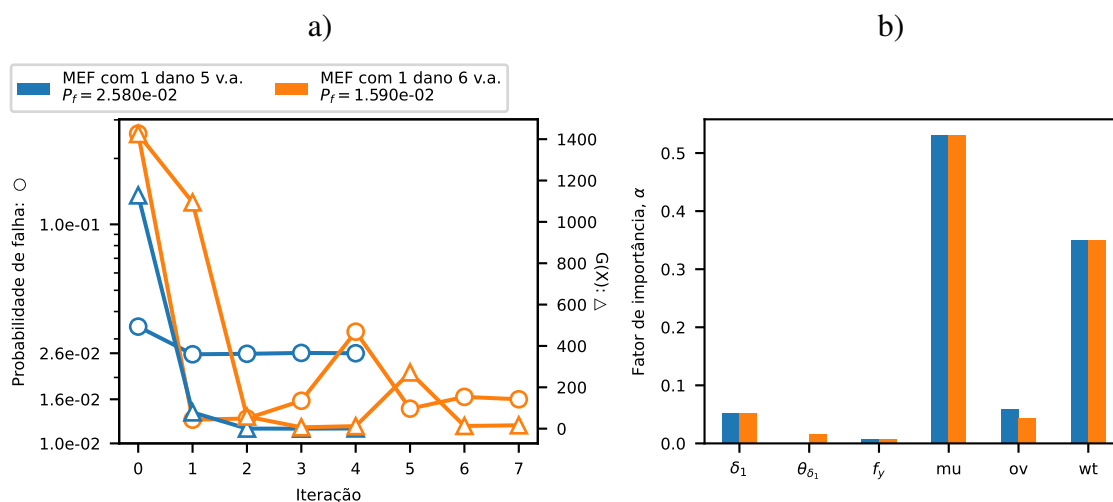 a)
b)
MEF com 1 dano 5 v.a.
P_f = 2.580e-02
MEF com 1 dano 6 v.a.
P_f = 1.590e-02
Probabilidade de falha: ○
1.0e-01
2.6e-02
1.6e-02
1.0e-02
0 1 2 3 4 5 6 7
Iteração
1400
1200
1000
800
600
400
200
0
G(X): △
Fator de importância, α
0.5
0.4
0.3
0.2
0.1
0.0
δ₁ θ_δ₁ f_y mu ov wt